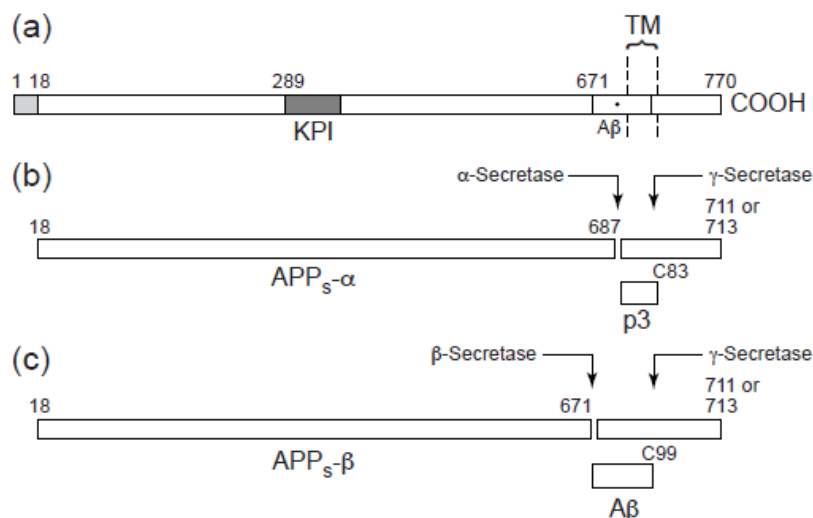 (a)
TM
1 18 289 671 770
COOH
KPI Aβ
(b)
α-Secretase γ-Secretase
711 or
18 687 713
APPₛ-α C83
p3
(c)
β-Secretase γ-Secretase
711 or
18 671 713
APPₛ-β C99
Aβ